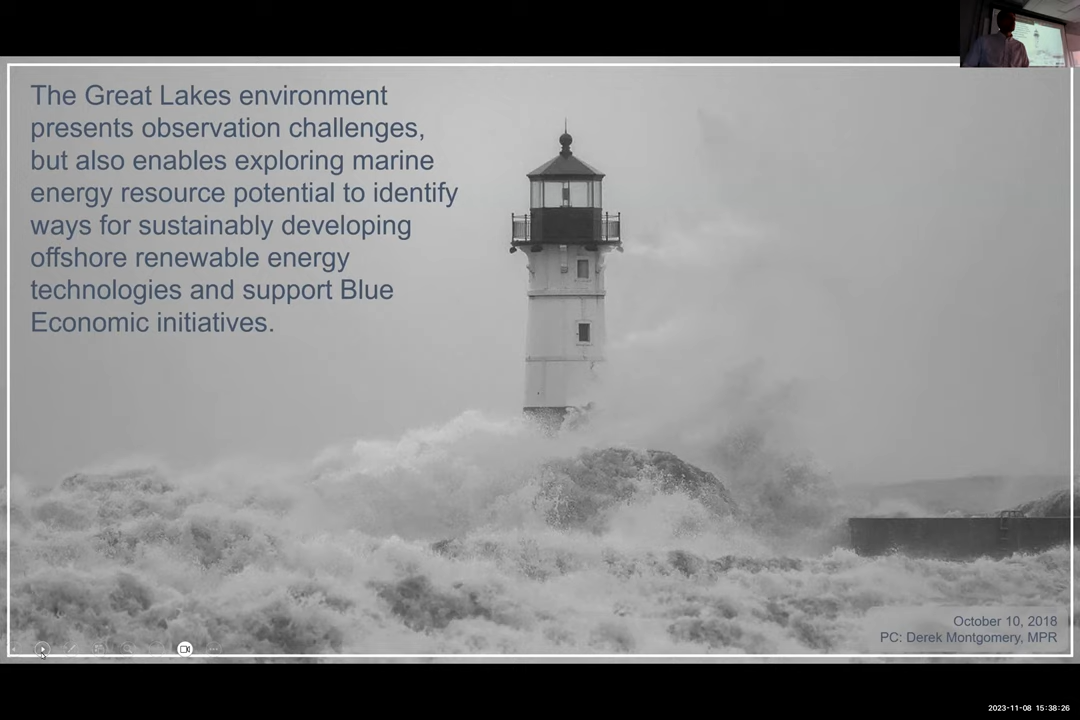 The Great Lakes environment
presents observation challenges,
but also enables exploring marine
energy resource potential to identify
ways for sustainably developing
offshore renewable energy
technologies and support Blue
Economic initiatives.
October 10, 2018
PC: Derek Montgomery, MPR
2023-11-08 15:38:26